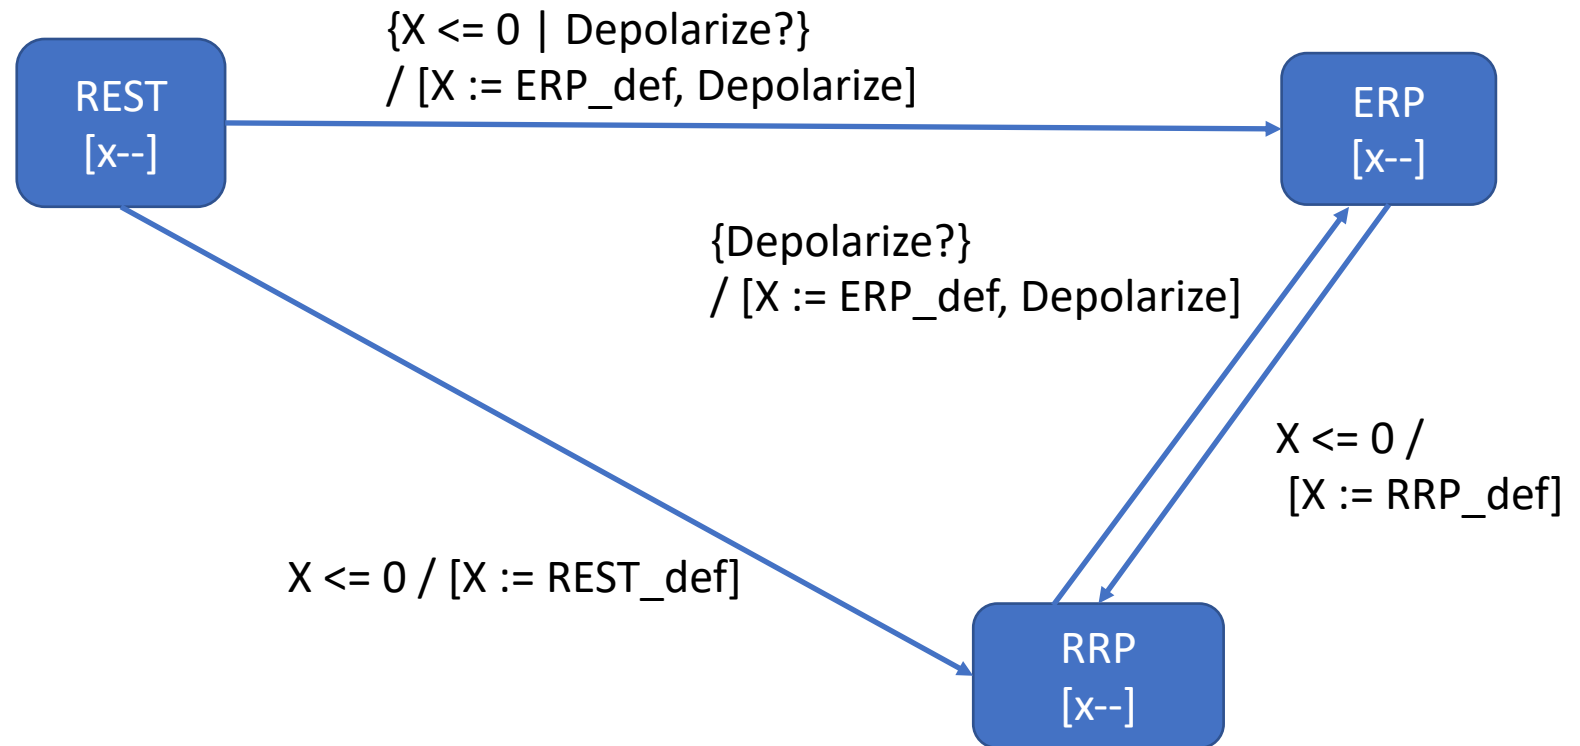 {X <= 0 | Depolarize?}
/ [X := ERP_def, Depolarize]
REST
[x--]
ERP
[x--]
{Depolarize?}
/ [X := ERP_def, Depolarize]
X <= 0 /
[X := RRP_def]
X <= 0 / [X := REST_def]
RRP
[x--]